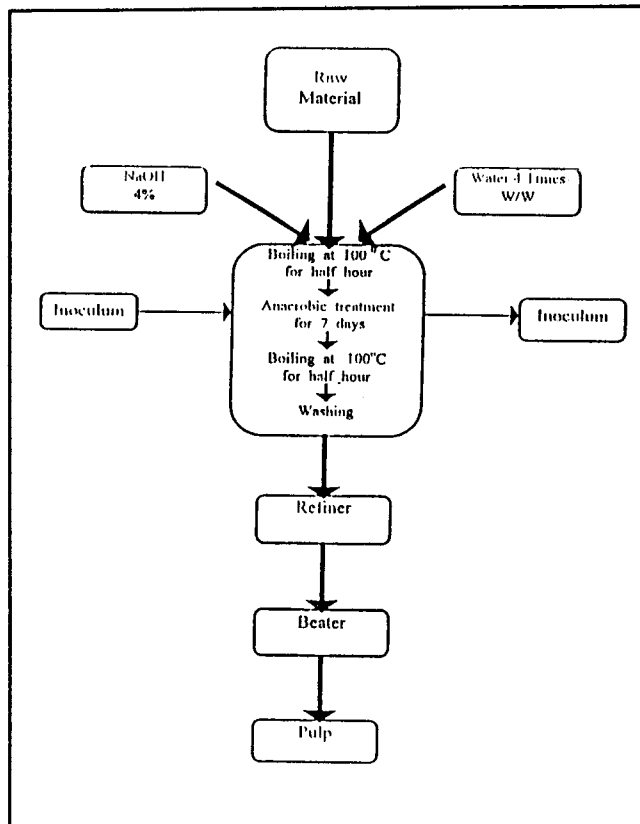 Raw
Material
NaOH
4%
Water 4 Times
W/W
Boiling at 100°C
for half hour
Anaerobic treatment
for 7 days
Boiling at 100°C
for half hour
Washing
Inoculum
Inoculum
Refiner
Beater
Pulp